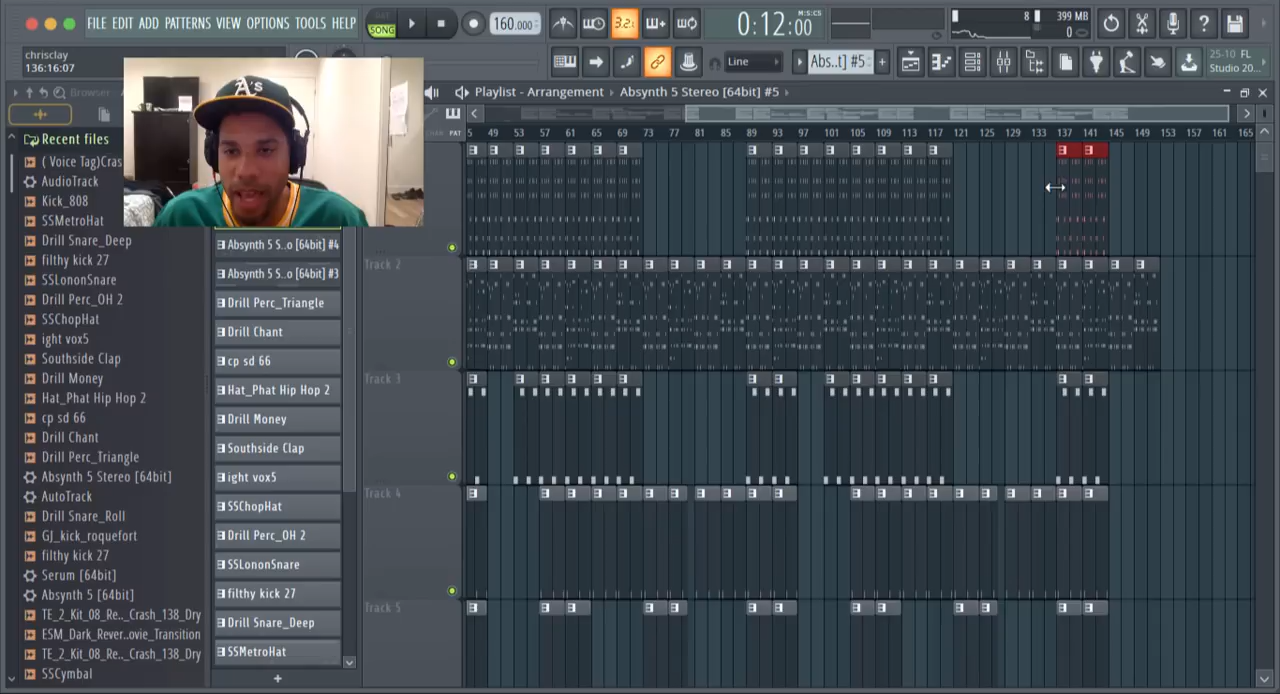 FILE EDIT ADD PATTERNS VIEW OPTIONS TOOLS HELP
SONG
160.000
3.2.
0:12:00
M:S:CS
8
399 MB
0
chrisclay
136:16:07
Line
Abs..t] #5
25-10 FL
Studio 20...
Browser
Playlist - Arrangement
Absynth 5 Stereo [64bit] #5
PAT
5 49 53 57 61 65 69 73 77 81 85 89 93 97 101 105 109 113 117 121 125 129 133 137 141 145 149 153 157 161 165
Recent files
( Voice Tag)Cras
AudioTrack
Kick_808
SSMetroHat
Drill Snare_Deep
filthy kick 27
SSLononSnare
Drill Perc_OH 2
SSChopHat
ight vox5
Southside Clap
Drill Money
Hat_Phat Hip Hop 2
cp sd 66
Drill Chant
Drill Perc_Triangle
Absynth 5 Stereo [64bit]
AutoTrack
Drill Snare_Roll
GJ_kick_roquefort
filthy kick 27
Serum [64bit]
Absynth 5 [64bit]
TE_2_Kit_08_Re.._Crash_138_Dry
ESM_Dark_Rever..ovie_Transition
TE_2_Kit_08_Re.._Crash_138_Dry
SSCymbal
Absynth 5 S..o [64bit] #4
Absynth 5 S..o [64bit] #3
Drill Perc_Triangle
Drill Chant
cp sd 66
Hat_Phat Hip Hop 2
Drill Money
Southside Clap
ight vox5
SSChopHat
Drill Perc_OH 2
SSLononSnare
filthy kick 27
Drill Snare_Deep
SSMetroHat
Track 2
Track 3
Track 4
Track 5
A's